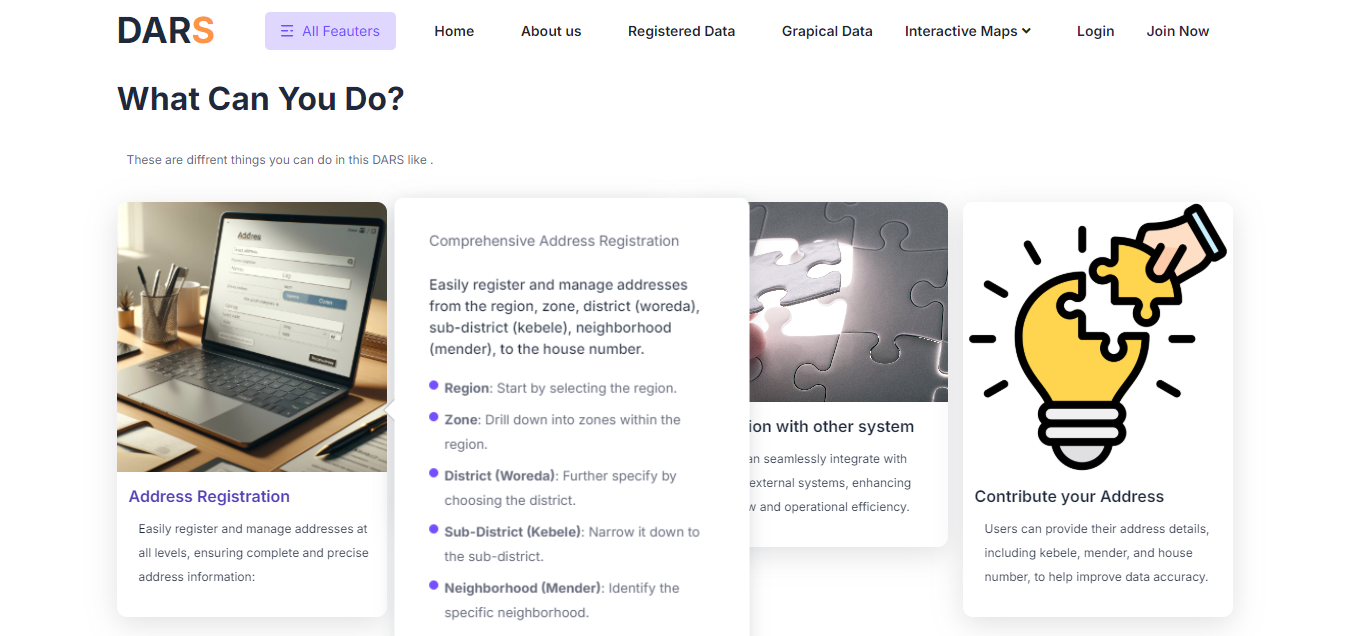 DARS
All Feauters
Home
About us
Registered Data
Grapical Data
Interactive Maps
Login
Join Now
What Can You Do?
These are diffrent things you can do in this DARS like .
Addres
Address Registration
Easily register and manage addresses at
all levels, ensuring complete and precise
address information:
Comprehensive Address Registration
Easily register and manage addresses
from the region, zone, district (woreda),
sub-district (kebele), neighborhood
(mender), to the house number.
Region: Start by selecting the region.
Zone: Drill down into zones within the
region.
District (Woreda): Further specify by
choosing the district.
Sub-District (Kebele): Narrow it down to
the sub-district.
Neighborhood (Mender): Identify the
specific neighborhood.
ion with other system
an seamlessly integrate with
external systems, enhancing
w and operational efficiency.
Contribute your Address
Users can provide their address details,
including kebele, mender, and house
number, to help improve data accuracy.